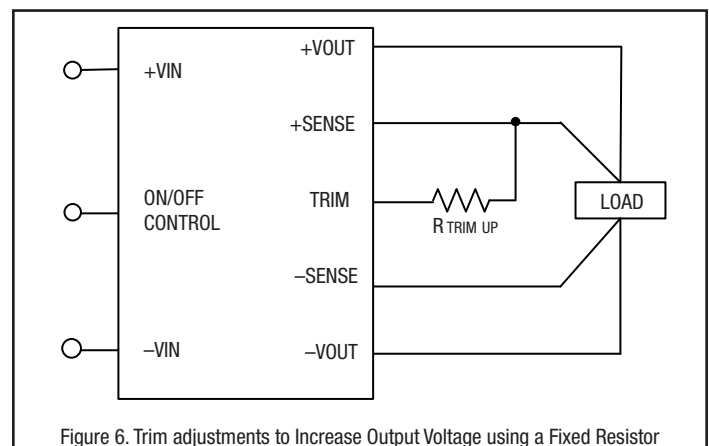 +VOUT
+VIN
+SENSE
ON/OFF
CONTROL
TRIM
R TRIM UP
LOAD
–SENSE
–VIN
–VOUT
Figure 6. Trim adjustments to Increase Output Voltage using a Fixed Resistor